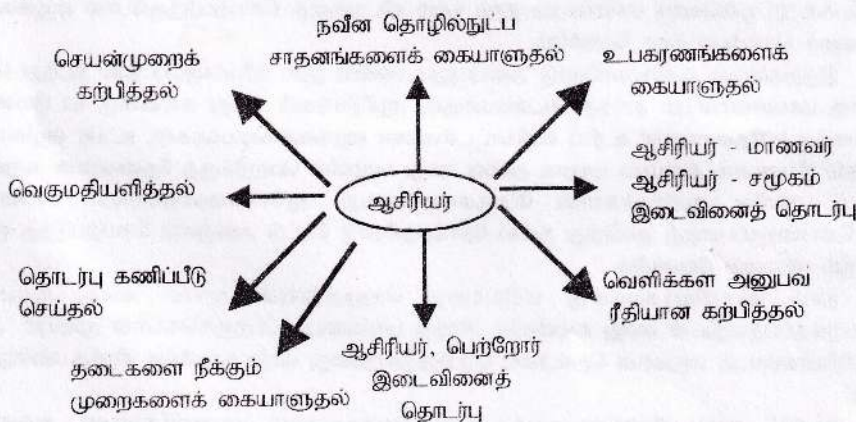 நவீன தொழில்நுட்ப
சாதனங்களைக் கையாளுதல்
செயன்முறைக்
கற்பித்தல்
உபகரணங்களைக்
கையாளுதல்
வெகுமதியளித்தல்
ஆசிரியர்
ஆசிரியர் - மாணவர்
ஆசிரியர் - சமூகம்
இடைவினைத் தொடர்பு
தொடர்பு கணிப்பீடு
செய்தல்
வெளிக்கள அனுபவ
ரீதியான கற்பித்தல்
தடைகளை நீக்கும்
முறைகளைக் கையாளுதல்
ஆசிரியர், பெற்றோர்
இடைவினைத்
தொடர்பு